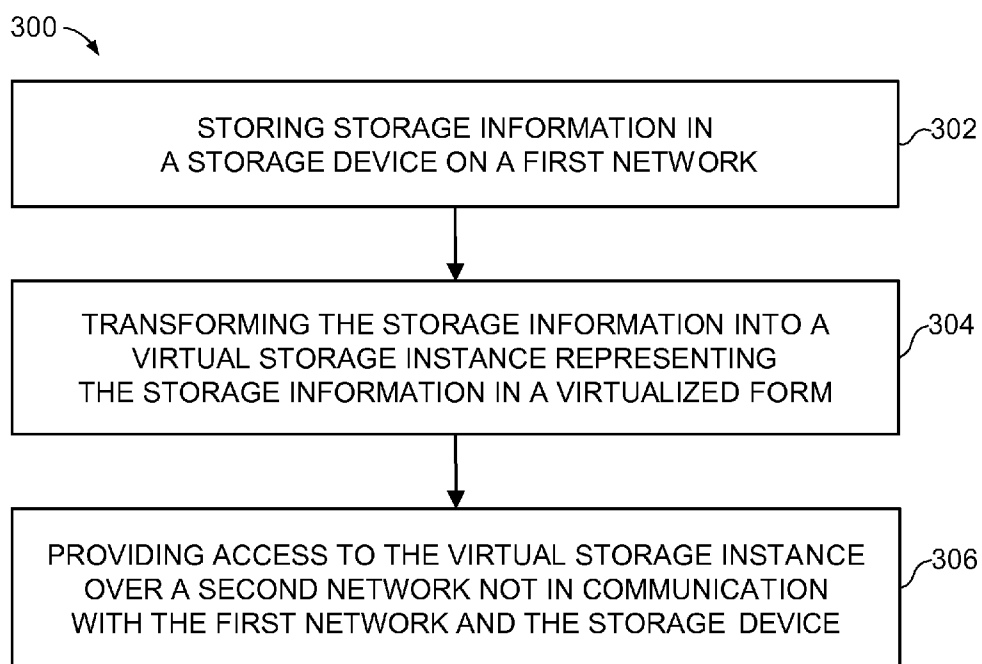 300
STORING STORAGE INFORMATION IN
A STORAGE DEVICE ON A FIRST NETWORK
302
TRANSFORMING THE STORAGE INFORMATION INTO A
VIRTUAL STORAGE INSTANCE REPRESENTING
THE STORAGE INFORMATION IN A VIRTUALIZED FORM
304
PROVIDING ACCESS TO THE VIRTUAL STORAGE INSTANCE
OVER A SECOND NETWORK NOT IN COMMUNICATION
WITH THE FIRST NETWORK AND THE STORAGE DEVICE
306